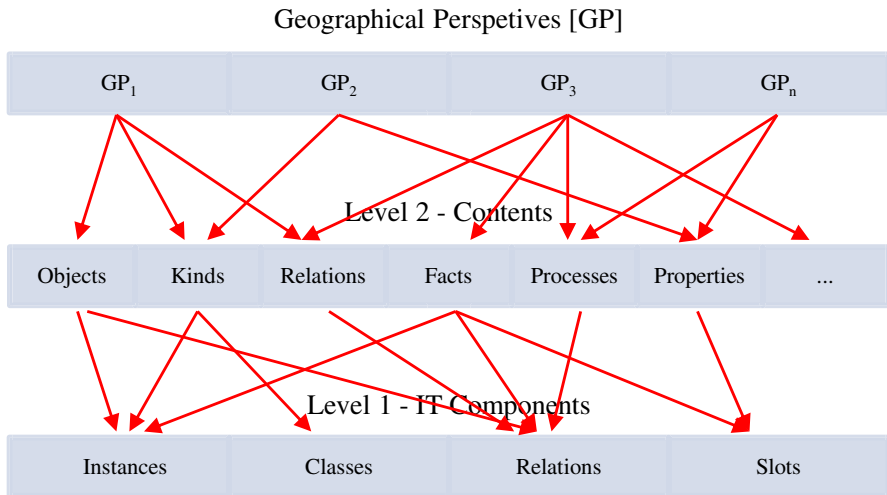 Geographical Perspetives [GP]
GP1 GP2 GP3 GPn
Level 2 - Contents
Objects Kinds Relations Facts Processes Properties ...
Level 1 - IT Components
Instances Classes Relations Slots